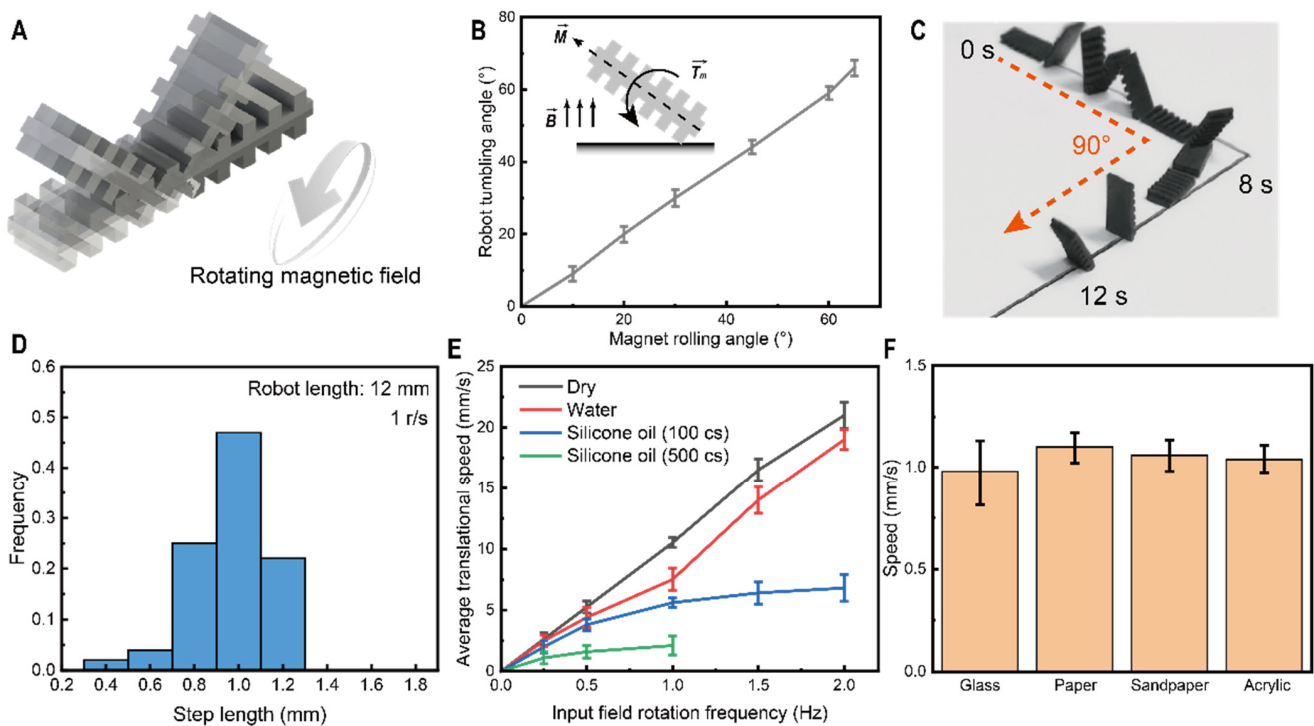 A
Rotating magnetic field
B
Robot tumbling angle (°)
80
60
40
20
0
M
B
Tm
0
20
40
60
Magnet rolling angle (°)
C
0 s
90°
8 s
12 s
D
Frequency
0.6
0.5
0.4
0.3
0.2
0.1
0.0
Robot length: 12 mm
1 r/s
0.2 0.4 0.6 0.8 1.0 1.2 1.4 1.6 1.8
Step length (mm)
E
Average translational speed (mm/s)
25
20
15
10
5
0
Dry
Water
Silicone oil (100 cs)
Silicone oil (500 cs)
0.0 0.5 1.0 1.5 2.0
Input field rotation frequency (Hz)
F
Speed (mm/s)
1.5
1.0
0.5
0.0
Glass Paper Sandpaper Acrylic